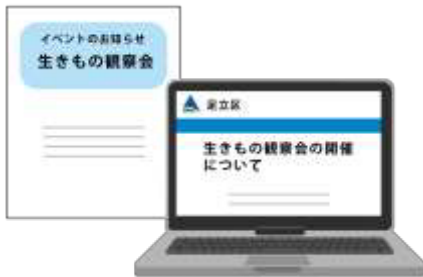 イベントのお知らせ
生きもの観察会
足立区
生きもの観察会の開催
について